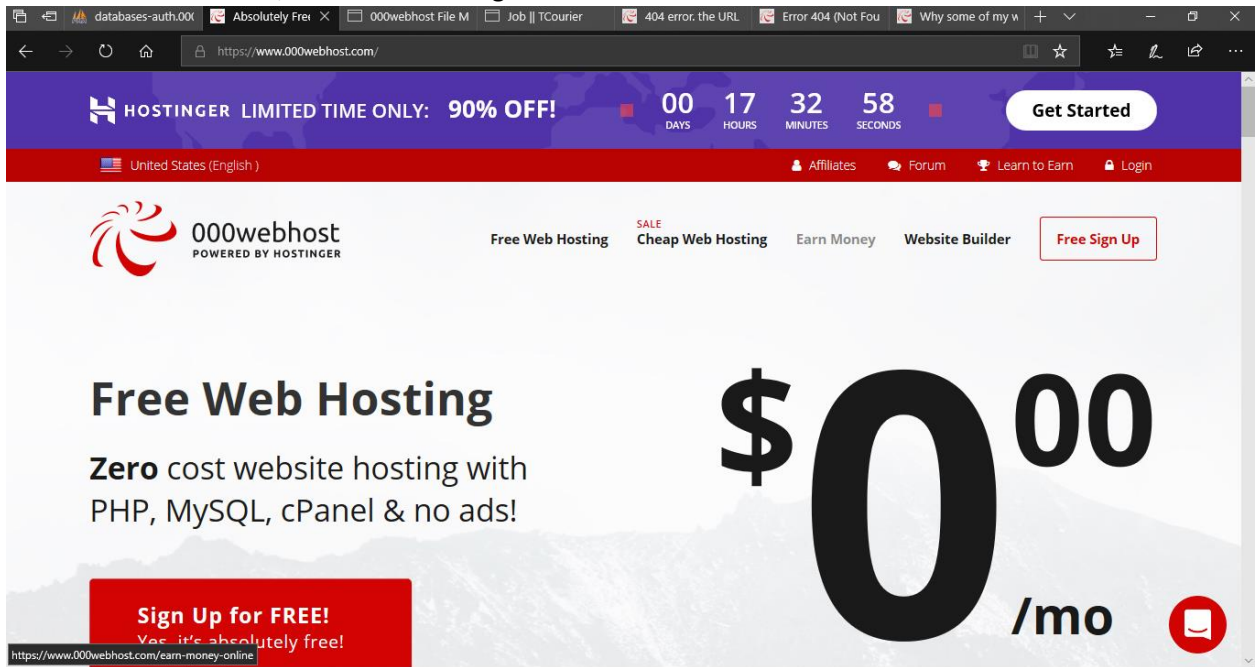 databases-auth.00(
Absolutely Free
000webhost File M
Job || TCourier
404 error. the URL
Error 404 (Not Fou
Why some of my w
https://www.000webhost.com/
HOSTINGER LIMITED TIME ONLY: 90% OFF!
00 17 32 58
DAYS HOURS MINUTES SECONDS
Get Started
United States (English )
Affiliates
Forum
Learn to Earn
Login
000webhost
POWERED BY HOSTINGER
Free Web Hosting
SALE
Cheap Web Hosting
Earn Money
Website Builder
Free Sign Up
Free Web Hosting
Zero cost website hosting with
PHP, MySQL, cPanel & no ads!
$0 00
/mo
Sign Up for FREE!
Yes, it's absolutely free!
https://www.000webhost.com/earn-money-online